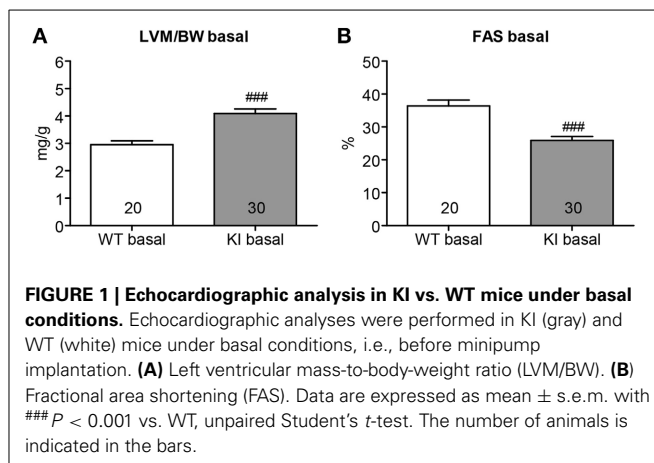 A LVM/BW basal
6
5
4
3
2
1
0
mg/g
###
20
30
WT basal KI basal
B FAS basal
50
40
30
20
10
0
%
###
20
30
WT basal KI basal
FIGURE 1 | Echocardiographic analysis in KI vs. WT mice under basal
conditions. Echocardiographic analyses were performed in KI (gray) and
WT (white) mice under basal conditions, i.e., before minipump
implantation. (A) Left ventricular mass-to-body-weight ratio (LVM/BW). (B)
Fractional area shortening (FAS). Data are expressed as mean ± s.e.m. with
###P < 0.001 vs. WT, unpaired Student's t-test. The number of animals is
indicated in the bars.